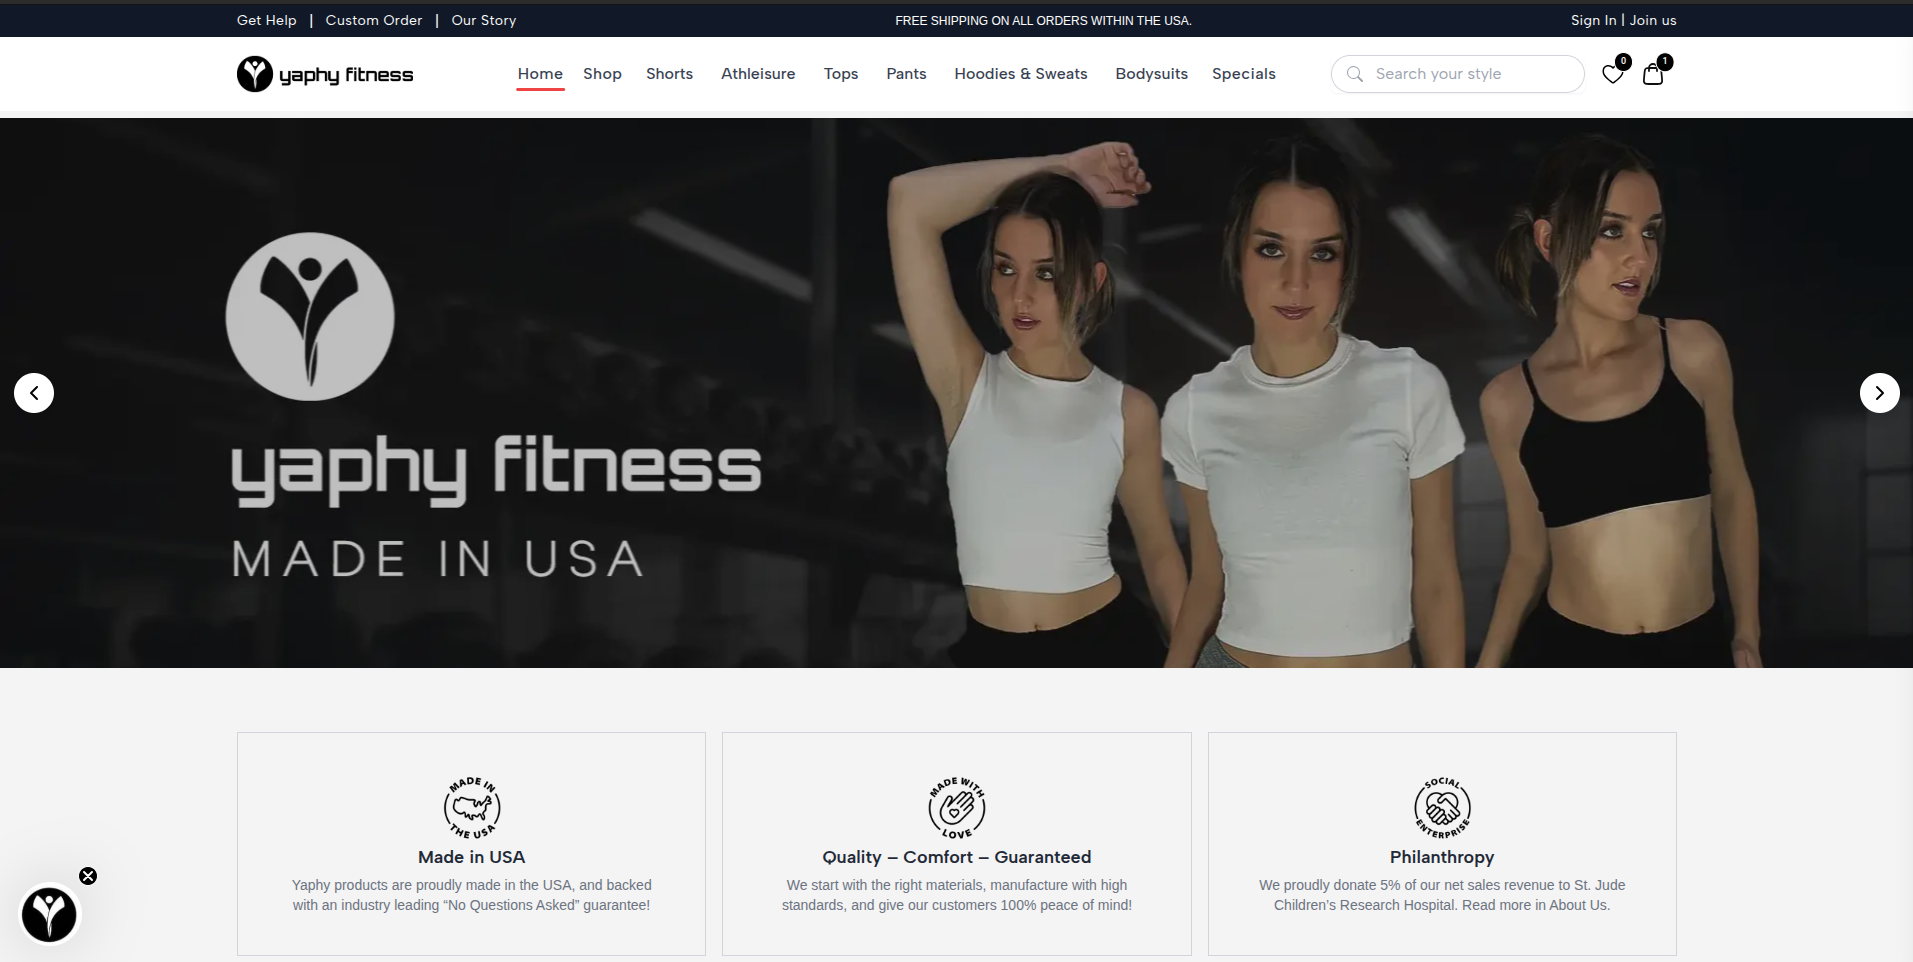 Get Help | Custom Order | Our Story
FREE SHIPPING ON ALL ORDERS WITHIN THE USA.
Sign In | Join us
yaphy fitness
Home Shop Shorts Athleisure Tops Pants Hoodies & Sweats Bodysuits Specials
Search your style
0
1
yaphy fitness
MADE IN USA
MADE IN
THE USA
Made in USA
Yaphy products are proudly made in the USA, and backed
with an industry leading “No Questions Asked” guarantee!
MADE WITH
LOVE
Quality – Comfort – Guaranteed
We start with the right materials, manufacture with high
standards, and give our customers 100% peace of mind!
SOCIAL
ENTERPRISE
Philanthropy
We proudly donate 5% of our net sales revenue to St. Jude
Children’s Research Hospital. Read more in About Us.